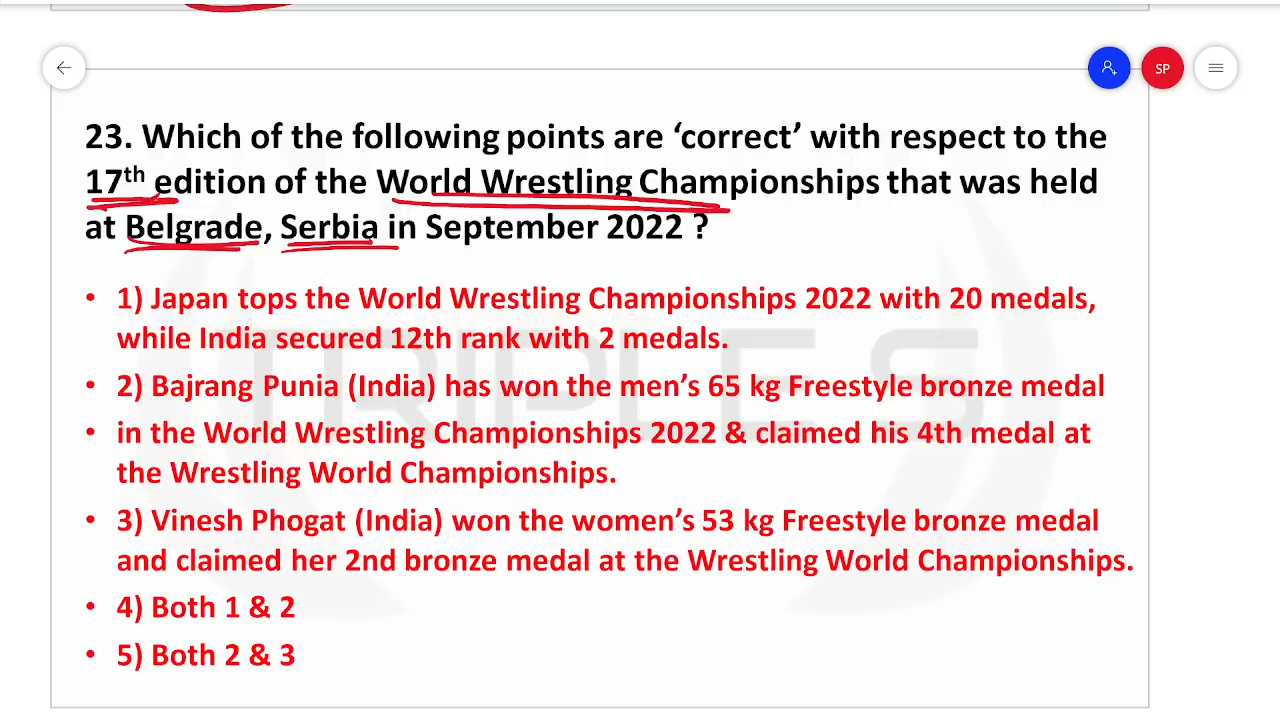 SP
23. Which of the following points are ‘correct’ with respect to the
17th edition of the World Wrestling Championships that was held
at Belgrade, Serbia in September 2022 ?
• 1) Japan tops the World Wrestling Championships 2022 with 20 medals,
while India secured 12th rank with 2 medals.
• 2) Bajrang Punia (India) has won the men’s 65 kg Freestyle bronze medal
• in the World Wrestling Championships 2022 & claimed his 4th medal at
the Wrestling World Championships.
• 3) Vinesh Phogat (India) won the women’s 53 kg Freestyle bronze medal
and claimed her 2nd bronze medal at the Wrestling World Championships.
• 4) Both 1 & 2
• 5) Both 2 & 3
TRIPLE S